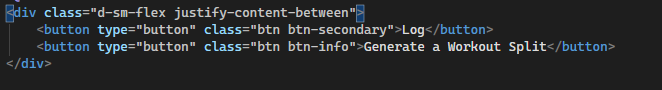 <div class="d-sm-flex justify-content-between">
<button type="button" class="btn btn-secondary">Log</button>
<button type="button" class="btn btn-info">Generate a Workout Split</button>
</div>